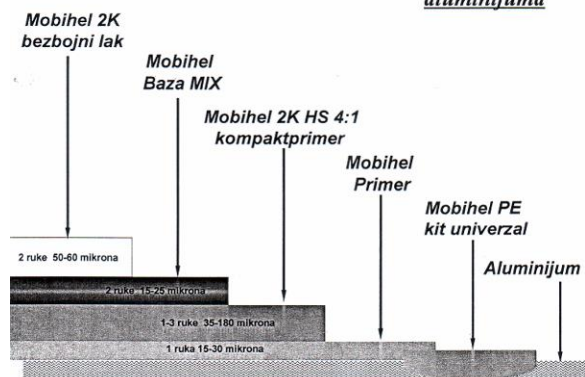 aluminijuma
Mobihel 2K
bezbojni lak
Mobihel
Baza MIX
Mobihel 2K HS 4:1
kompaktprimer
Mobihel
Primer
Mobihel PE
kit univerzal
Aluminijum
2 ruke 50-60 mikrona
2 ruke 15-25 mikrona
1-3 ruke 35-180 mikrona
1 ruka 15-30 mikrona